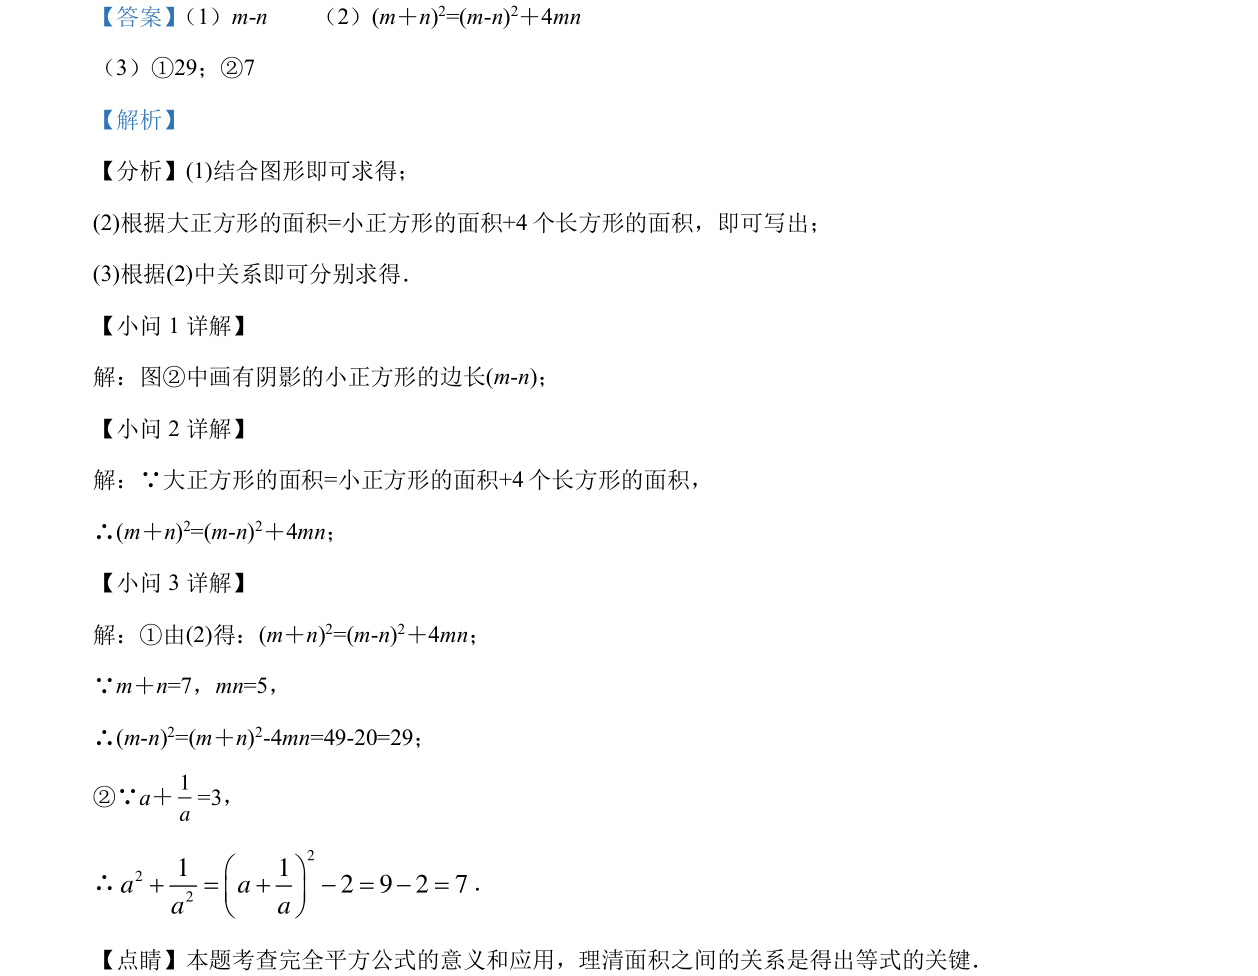 【答案】（1）m-n （2）(m＋n)²=(m-n)²＋4mn
（3）①29；②7
【解析】
【分析】(1)结合图形即可求得；
(2)根据大正方形的面积=小正方形的面积+4个长方形的面积，即可写出；
(3)根据(2)中关系即可分别求得．
【小问1详解】
解：图②中画有阴影的小正方形的边长(m-n)；
【小问2详解】
解：∵大正方形的面积=小正方形的面积+4个长方形的面积，
∴(m＋n)²=(m-n)²＋4mn；
【小问3详解】
解：①由(2)得：(m＋n)²=(m-n)²＋4mn；
∵m＋n=7，mn=5，
∴(m-n)²=(m＋n)²-4mn=49-20=29；
②∵a＋1/a=3，
∴a²+1/a²=(a+1/a)²−2=9−2=7．
【点睛】本题考查完全平方公式的意义和应用，理清面积之间的关系是得出等式的关键．